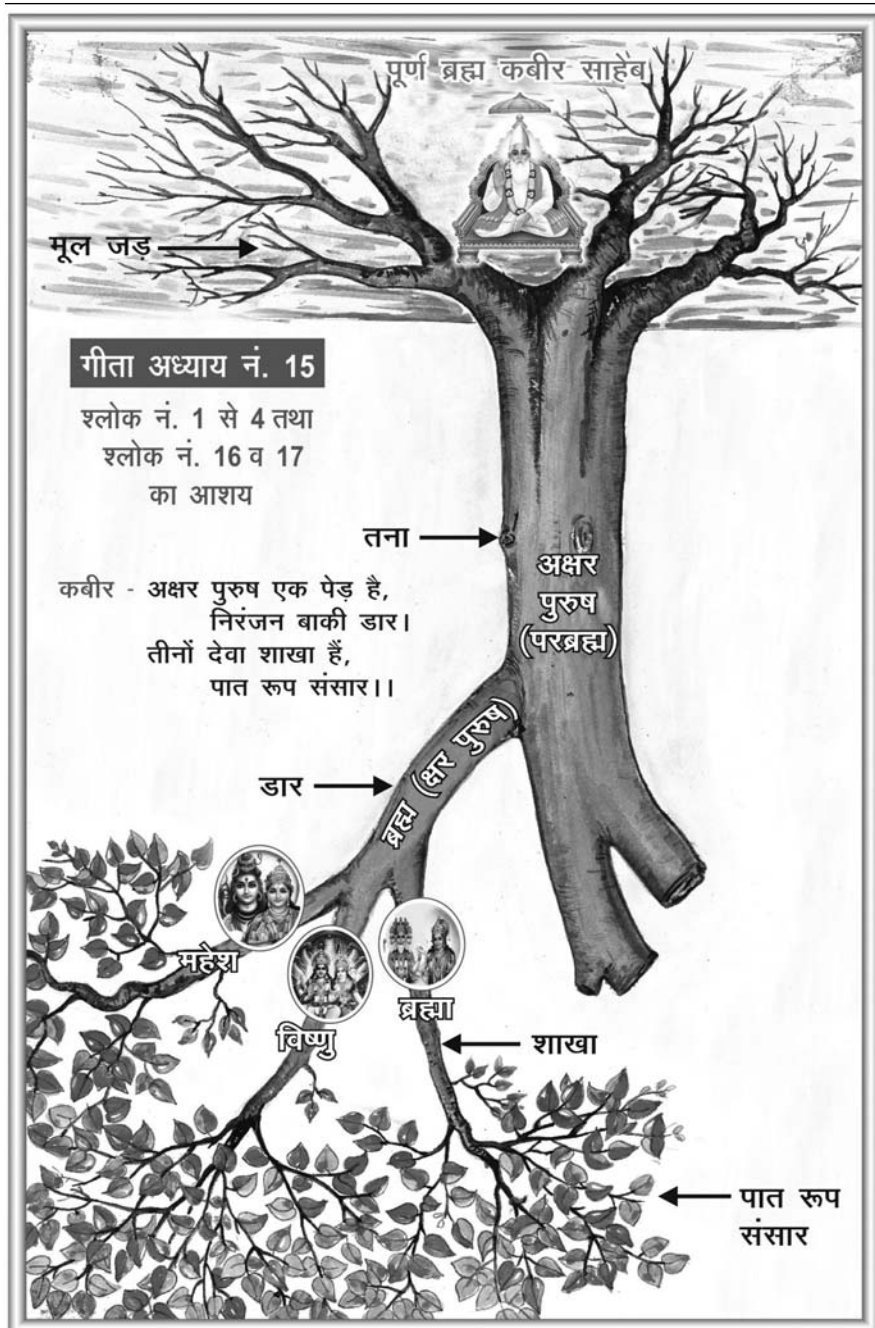 पूर्ण ब्रह्म कबीर साहेब
मूल जड़
गीता अध्याय नं. 15
श्लोक नं. 1 से 4 तथा
श्लोक नं. 16 व 17
का आशय
तना
अक्षर
पुरुष
(परब्रह्म)
कबीर - अक्षर पुरुष एक पेड़ है,
निरंजन बाकी डार।
तीनों देवा शाखा हैं,
पात रूप संसार।।
ब्रह्म (क्षर पुरुष)
डार
महेश
विष्णु
ब्रह्मा
शाखा
पात रूप
संसार